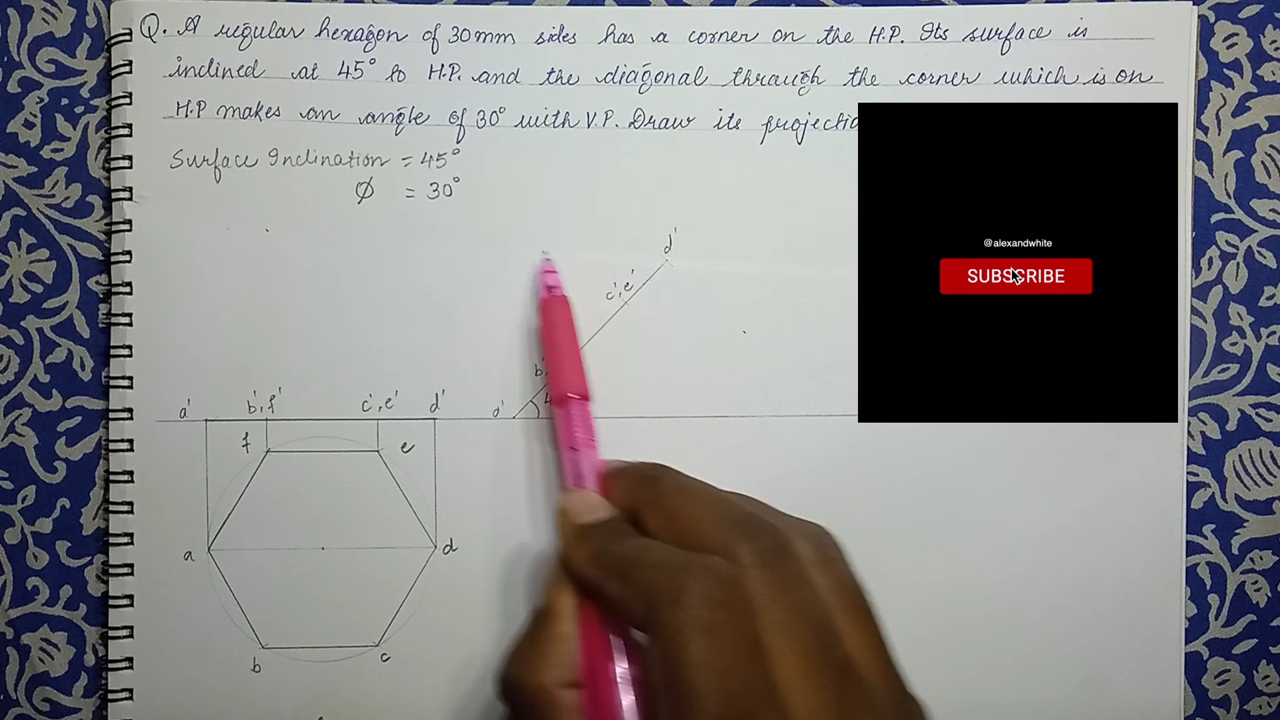 Q. A regular hexagon of 30mm sides has a corner on the H.P. Its surface is
inclined at 45° to H.P. and the diagonal through the corner which is on
H.P makes an angle of 30° with V.P. Draw its
Surface Inclination = 45°
Ø = 30°
@alexandwhite
SUBSCRIBE
d'
c', e'
b'
a' b', f' c', e' d'
f e
a d
b c